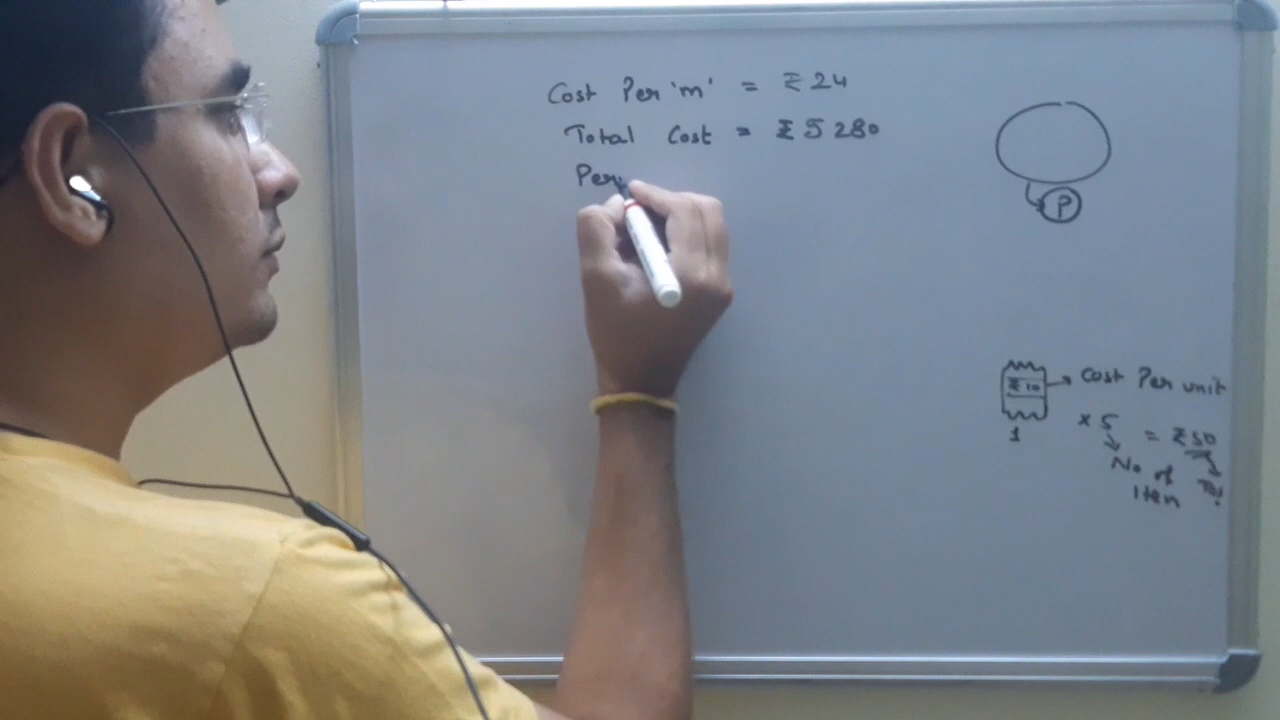 Cost Per 'm' = ₹24
Total Cost = ₹5280
Per
P
₹10
Cost Per unit
1
× 5 = ₹50
No of
Item